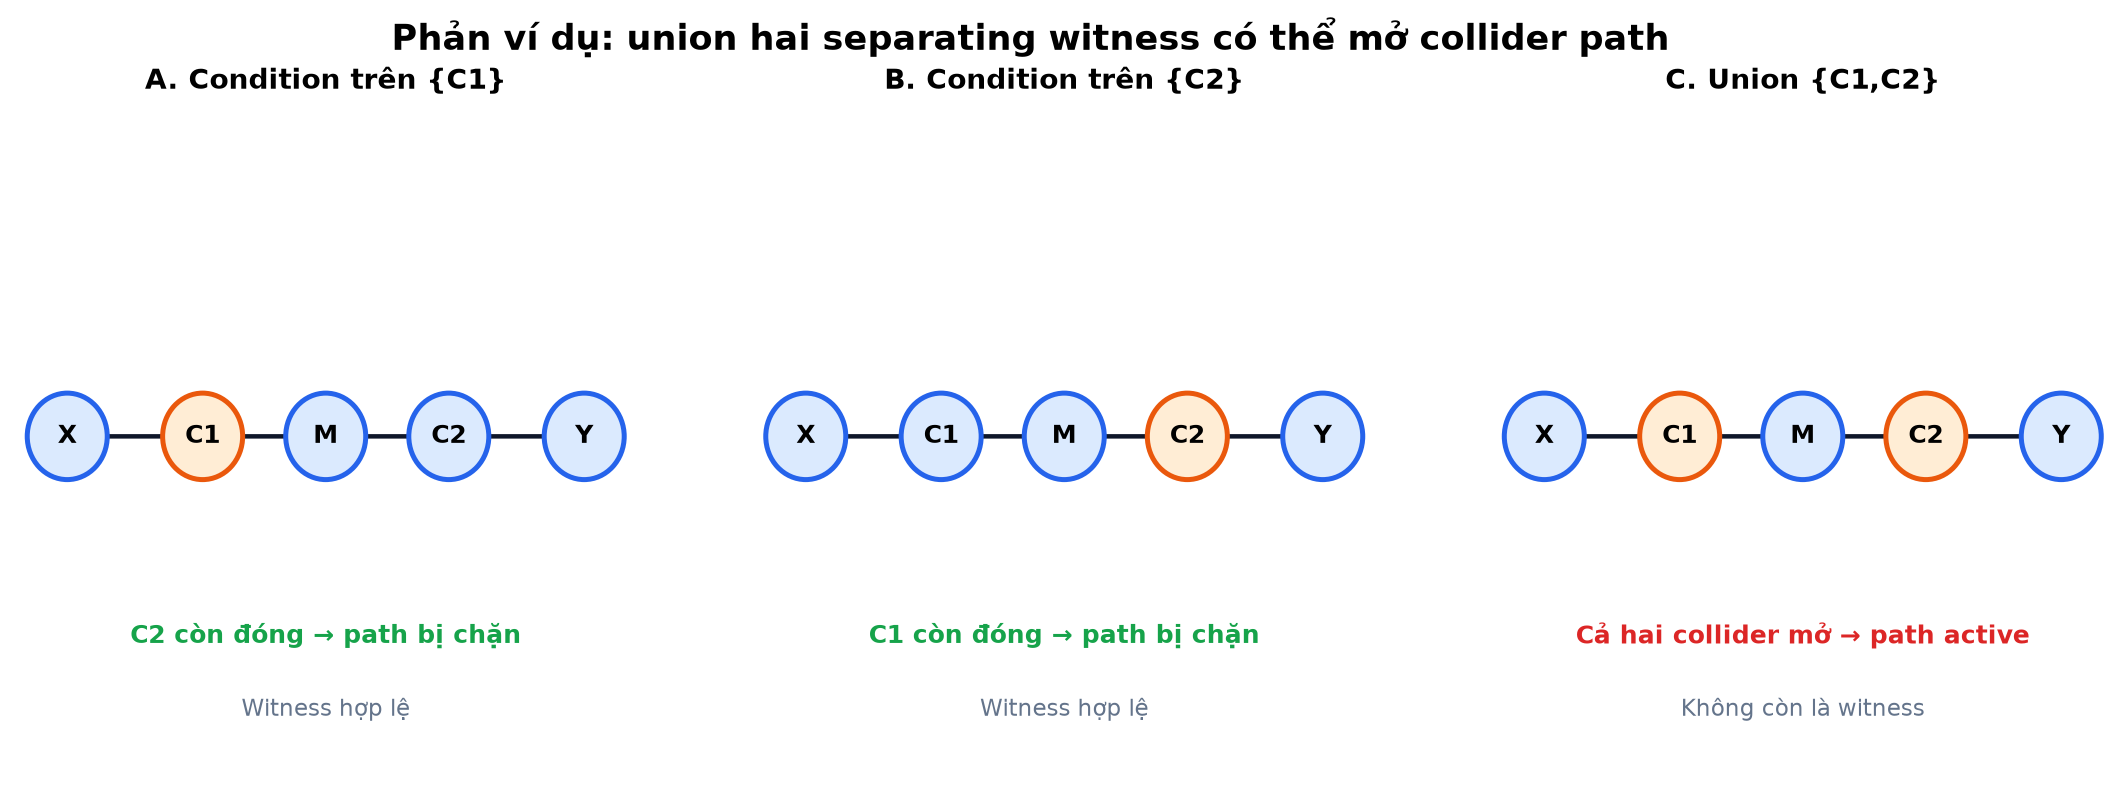 Phản ví dụ: union hai separating witness có thể mở collider path
A. Condition trên {C1}
B. Condition trên {C2}
C. Union {C1,C2}
X C1 M C2 Y
X C1 M C2 Y
X C1 M C2 Y
C2 còn đóng → path bị chặn
C1 còn đóng → path bị chặn
Cả hai collider mở → path active
Witness hợp lệ
Witness hợp lệ
Không còn là witness